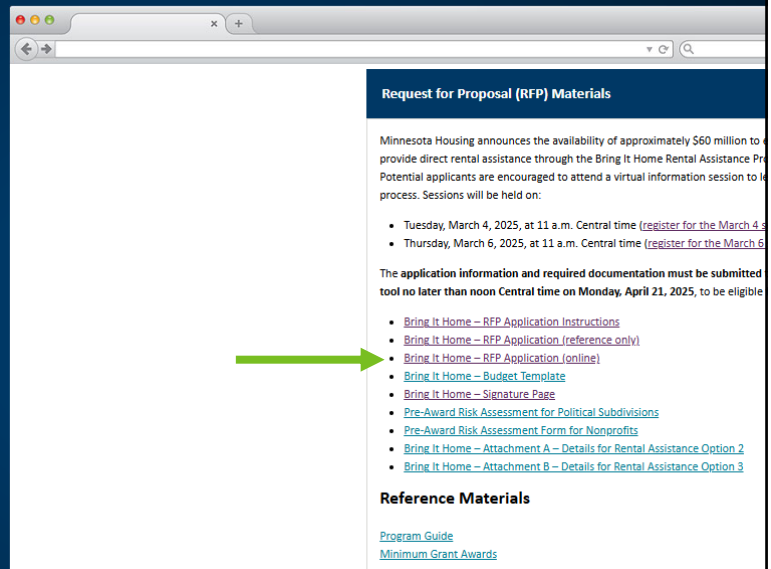 Request for Proposal (RFP) Materials
Minnesota Housing announces the availability of approximately $60 million to
provide direct rental assistance through the Bring It Home Rental Assistance
Potential applicants are encouraged to attend a virtual information session to
process. Sessions will be held on:
• Tuesday, March 4, 2025, at 11 a.m. Central time (register for the March 4
• Thursday, March 6, 2025, at 11 a.m. Central time (register for the March 6
The application information and required documentation must be submitted
tool no later than noon Central time on Monday, April 21, 2025, to be eligible
• Bring It Home – RFP Application Instructions
• Bring It Home – RFP Application (reference only)
• Bring It Home – RFP Application (online)
• Bring It Home – Budget Template
• Bring It Home – Signature Page
• Pre-Award Risk Assessment for Political Subdivisions
• Pre-Award Risk Assessment Form for Nonprofits
• Bring It Home – Attachment A – Details for Rental Assistance Option 2
• Bring It Home – Attachment B – Details for Rental Assistance Option 3
Reference Materials
Program Guide
Minimum Grant Awards